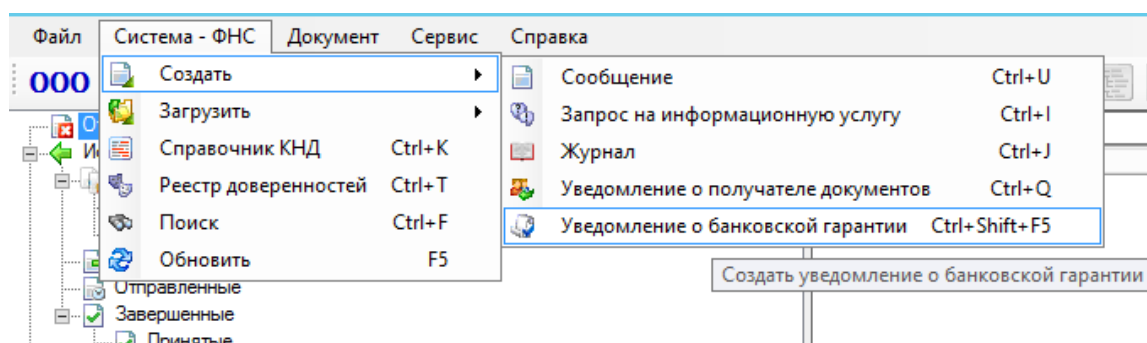 Файл Система - ФНС Документ Сервис Справка
ООО
Создать
Сообщение Ctrl+U
Загрузить
Запрос на информационную услугу Ctrl+I
Справочник КНД Ctrl+K
Журнал Ctrl+J
Реестр доверенностей Ctrl+T
Уведомление о получателе документов Ctrl+Q
Поиск Ctrl+F
Уведомление о банковской гарантии Ctrl+Shift+F5
Обновить F5
Создать уведомление о банковской гарантии
Отправленные
Завершенные
Принятые